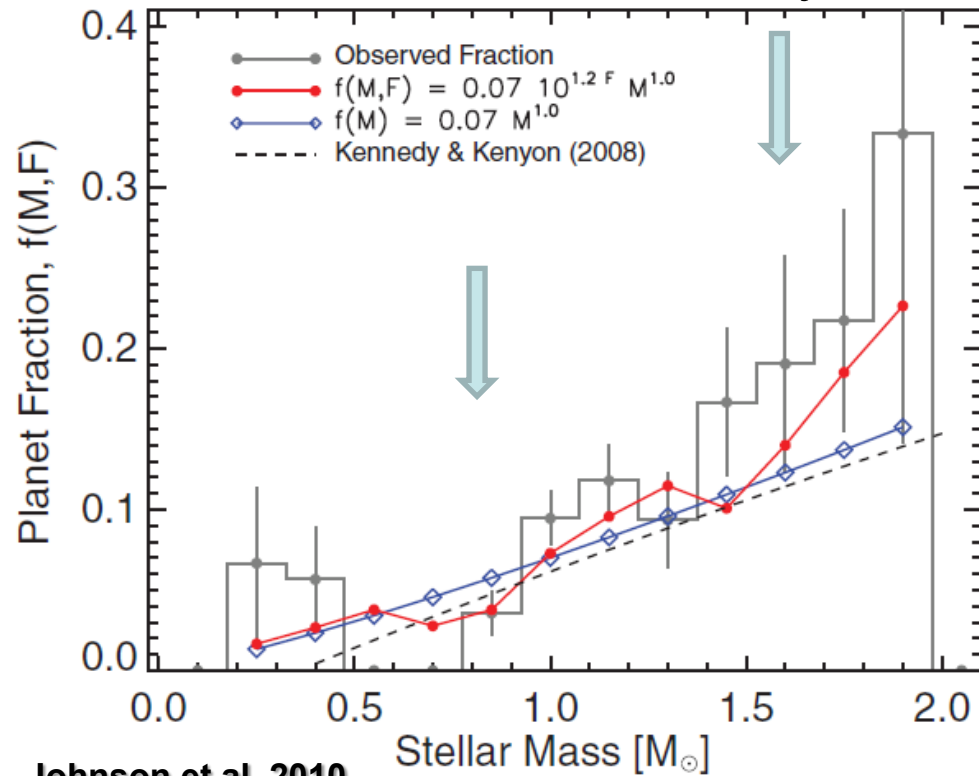 Observed Fraction
f(M,F) = 0.07 10^1.2 F M^1.0
f(M) = 0.07 M^1.0
Kennedy & Kenyon (2008)
Planet Fraction, f(M,F)
0.4
0.3
0.2
0.1
0.0
0.0 0.5 1.0 1.5 2.0
Stellar Mass [M☉]
Johnson et al. 2010